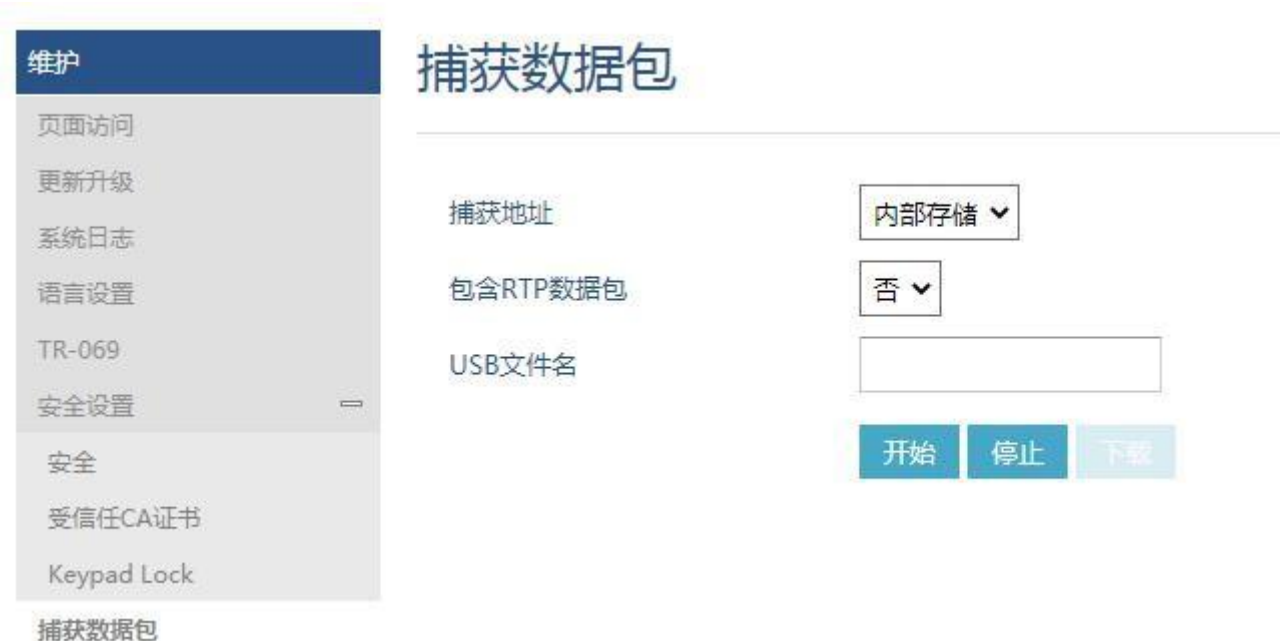 维护
页面访问
更新升级
系统日志
语言设置
TR-069
安全设置
安全
受信任CA证书
Keypad Lock
捕获数据包
捕获数据包
捕获地址 内部存储
包含RTP数据包 否
USB文件名
开始 停止 下载